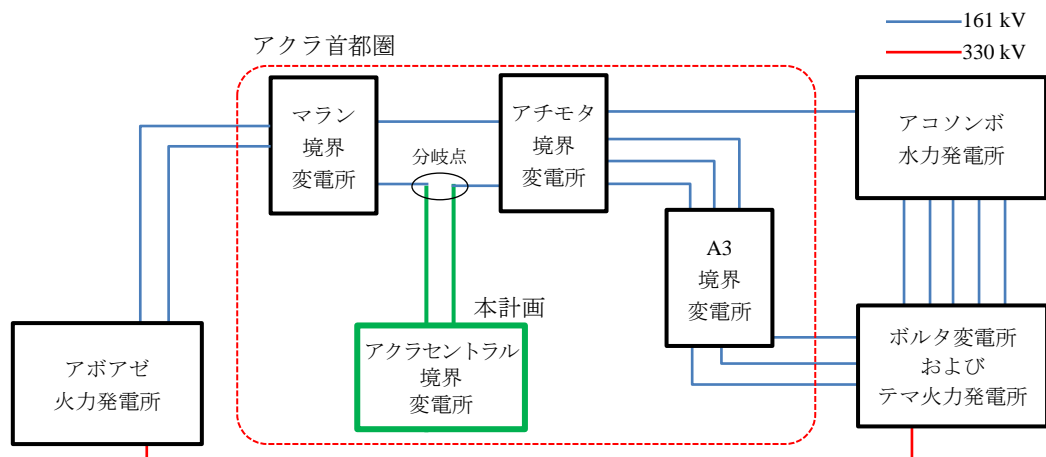 161 kV
330 kV
アクラ首都圏
マラン
境界
変電所
分岐点
アチモタ
境界
変電所
アコソンボ
水力発電所
A3
境界
変電所
本計画
アクラセントラル
境界
変電所
アボアゼ
火力発電所
ボルタ変電所
および
テマ火力発電所